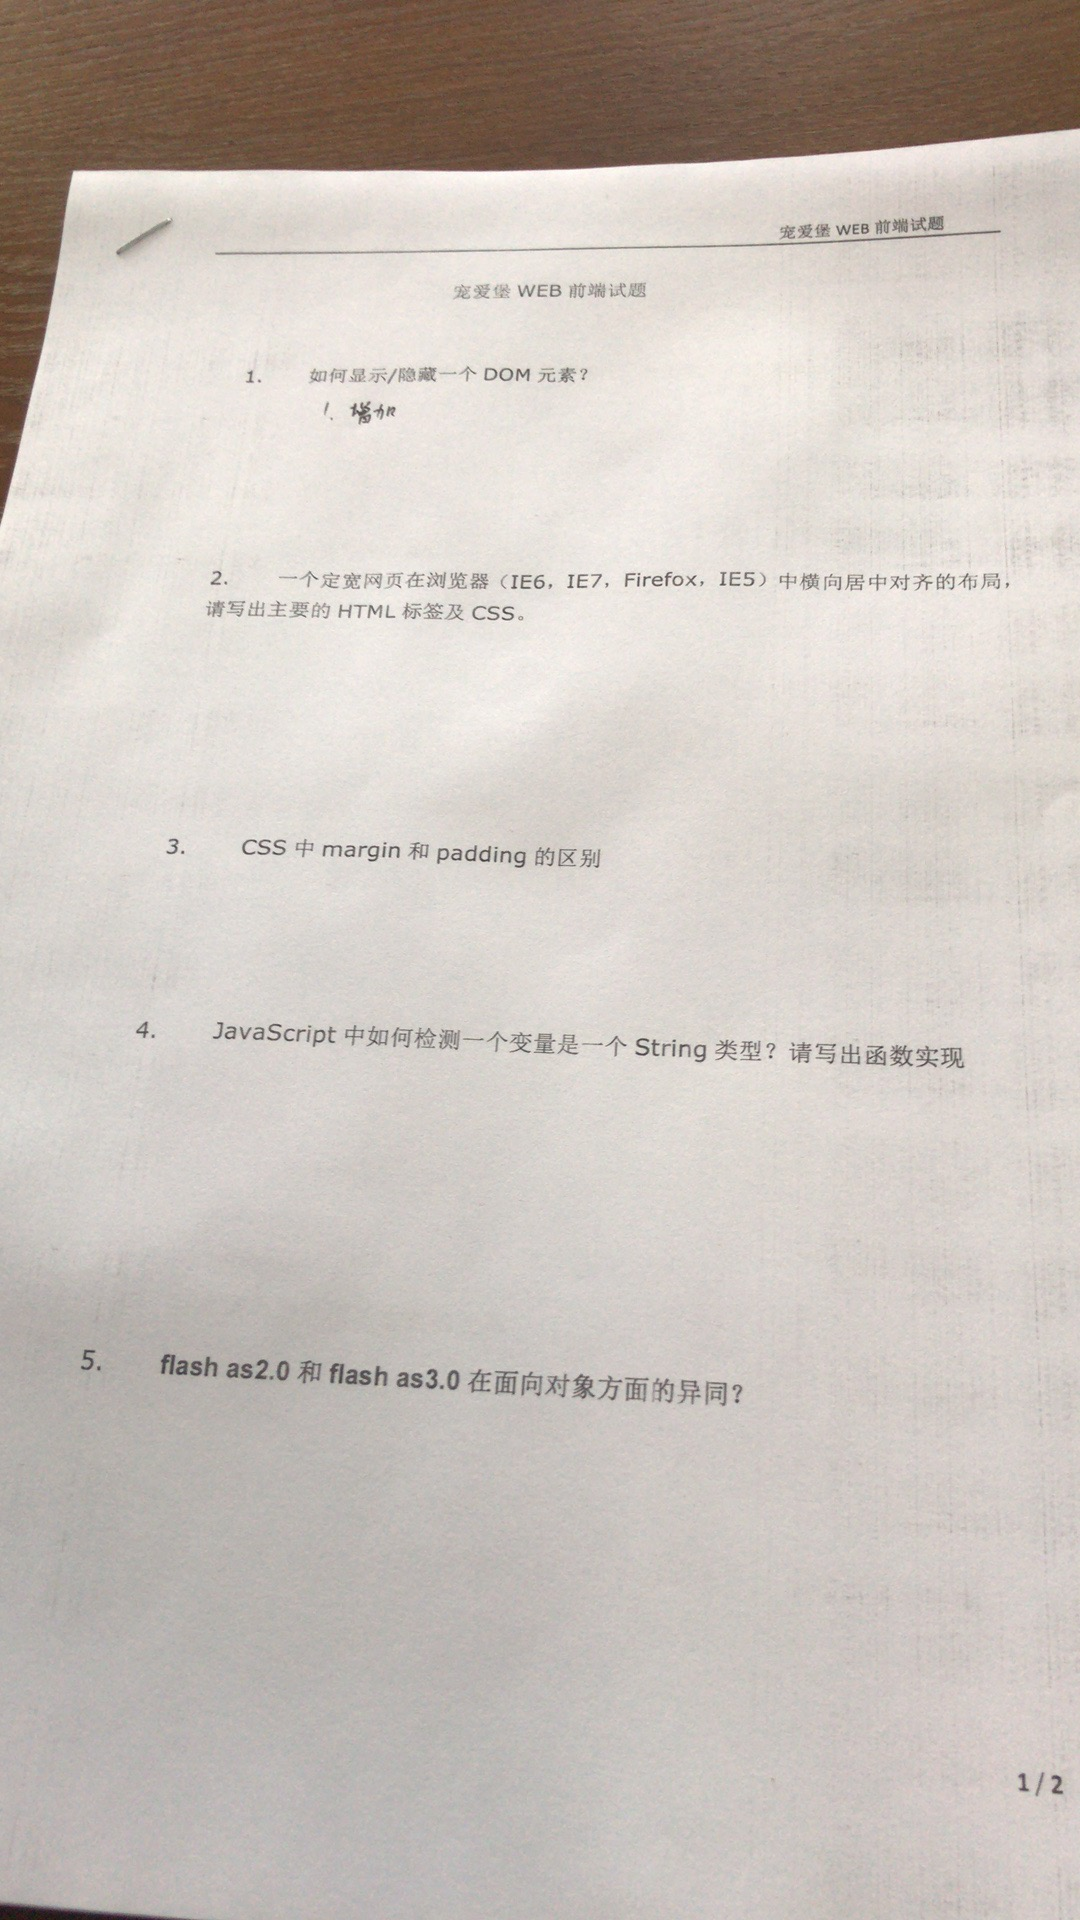 宠爱堡 WEB 前端试题
宠爱堡 WEB 前端试题
1. 如何显示/隐藏一个 DOM 元素？
1. 增加
2. 一个定宽网页在浏览器（IE6，IE7，Firefox，IE5）中横向居中对齐的布局，
请写出主要的 HTML 标签及 CSS。
3. CSS 中 margin 和 padding 的区别
4. JavaScript 中如何检测一个变量是一个 String 类型？请写出函数实现
5. flash as2.0 和 flash as3.0 在面向对象方面的异同？
1 / 2